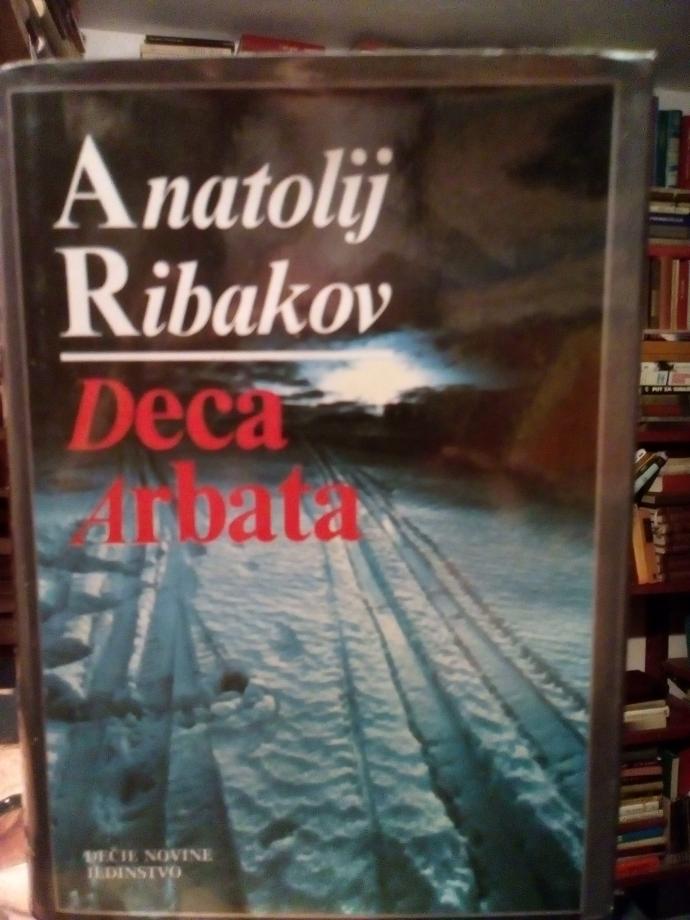 Anatolij
Ribakov
Deca
Arbata
DEČJE NOVINE
JEDINSTVO